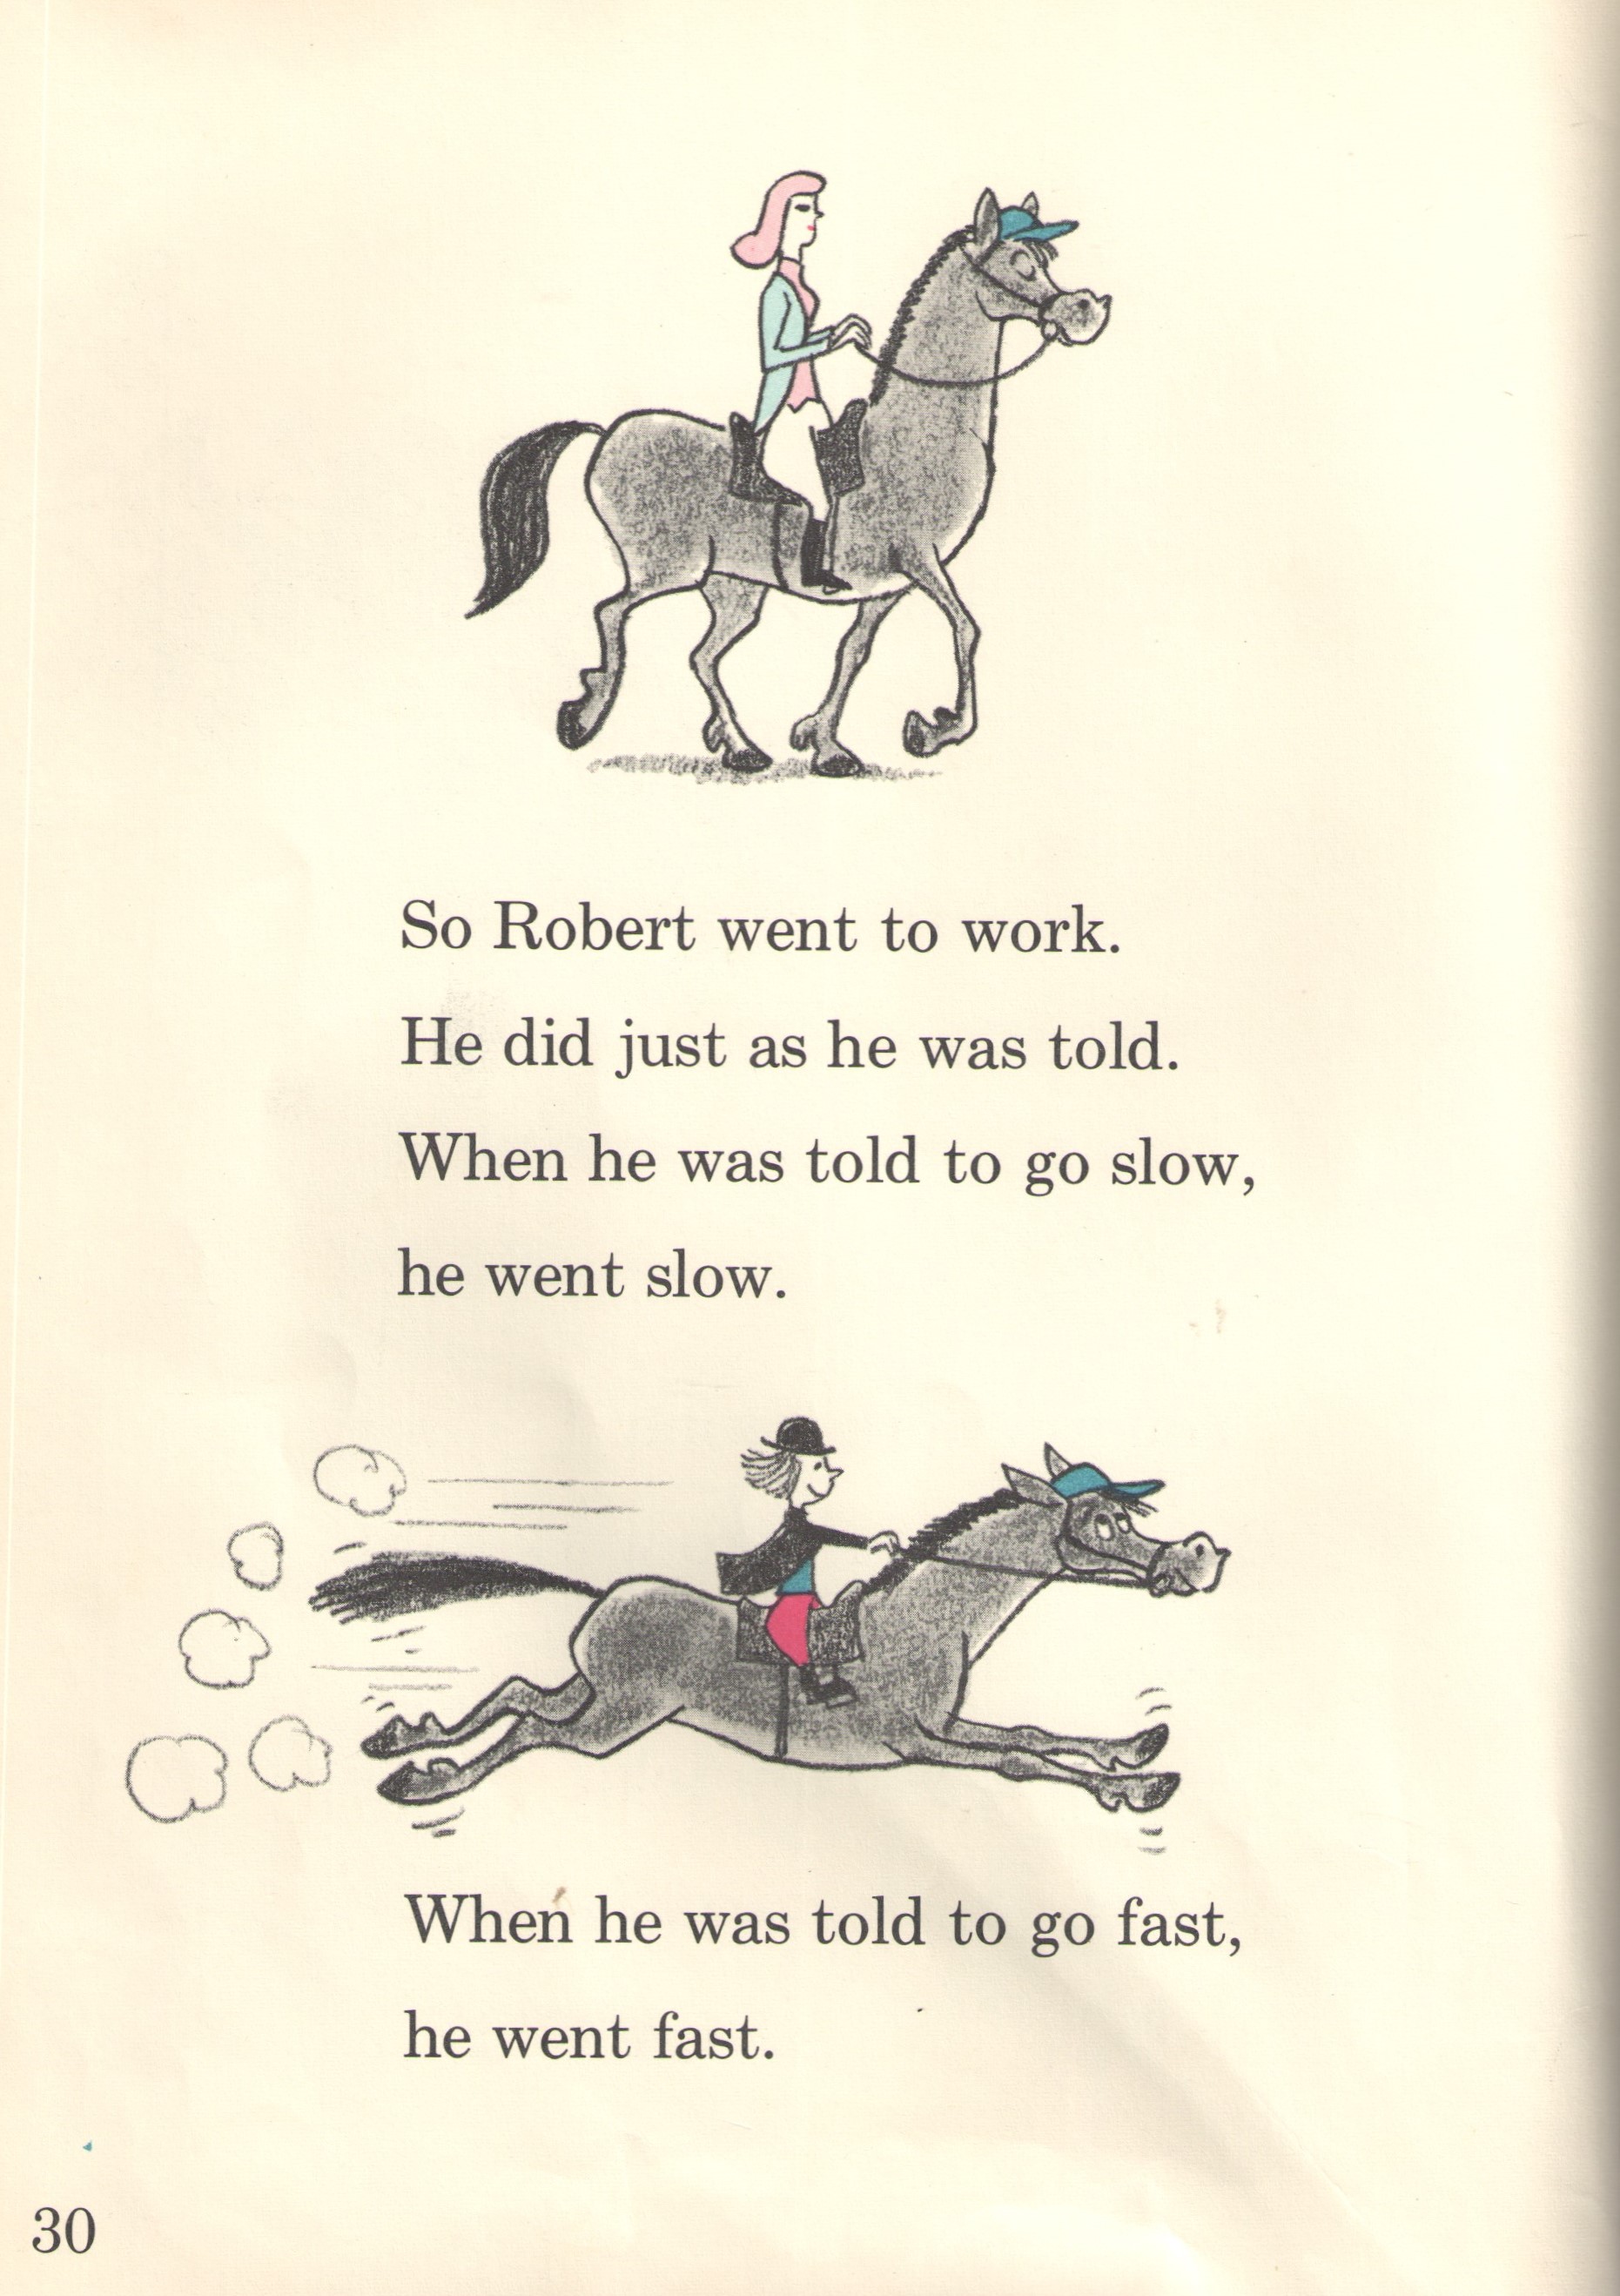 So Robert went to work.
He did just as he was told.
When he was told to go slow,
he went slow.
When he was told to go fast,
he went fast.
30